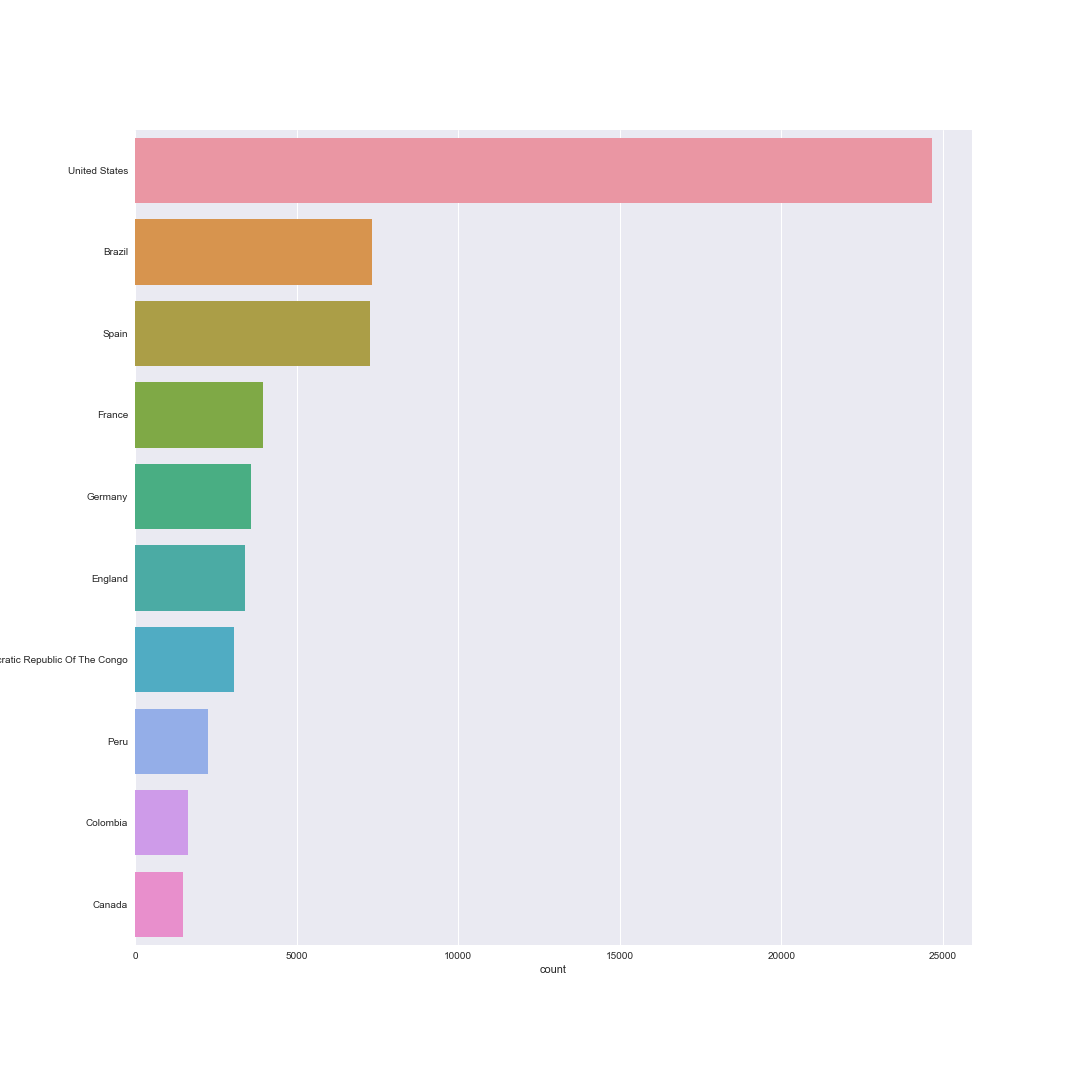 United States
Brazil
Spain
France
Germany
England
Republic Of The Congo
Peru
Colombia
Canada
0 5000 10000 15000 20000 25000
count